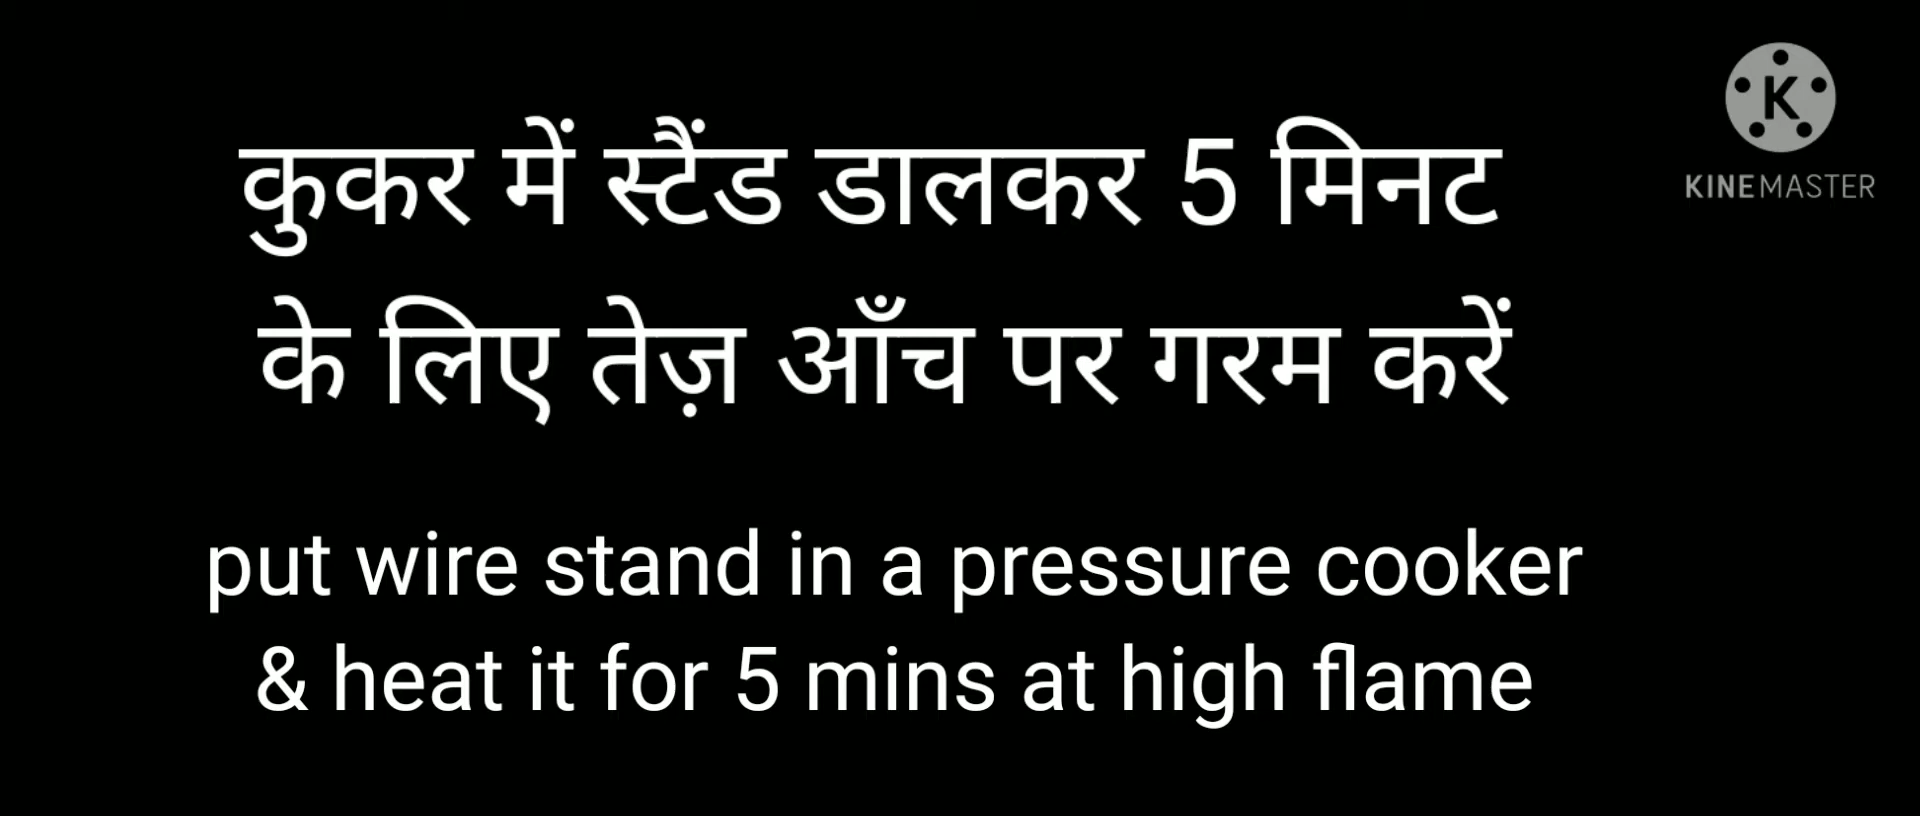 कुकर में स्टैंड डालकर 5 मिनट
के लिए तेज़ आँच पर गरम करें
put wire stand in a pressure cooker
& heat it for 5 mins at high flame
K
KINEMASTER